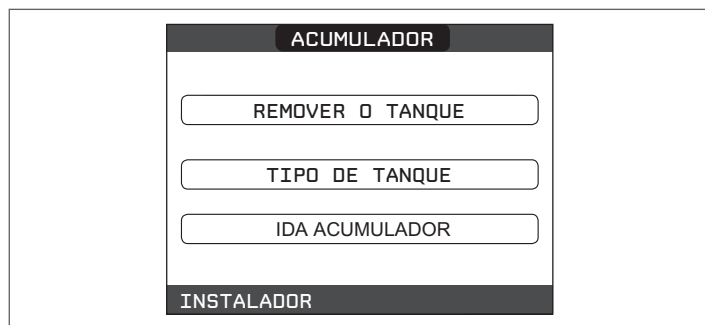 ACUMULADOR
REMOVER O TANQUE
TIPO DE TANQUE
IDA ACUMULADOR
INSTALADOR